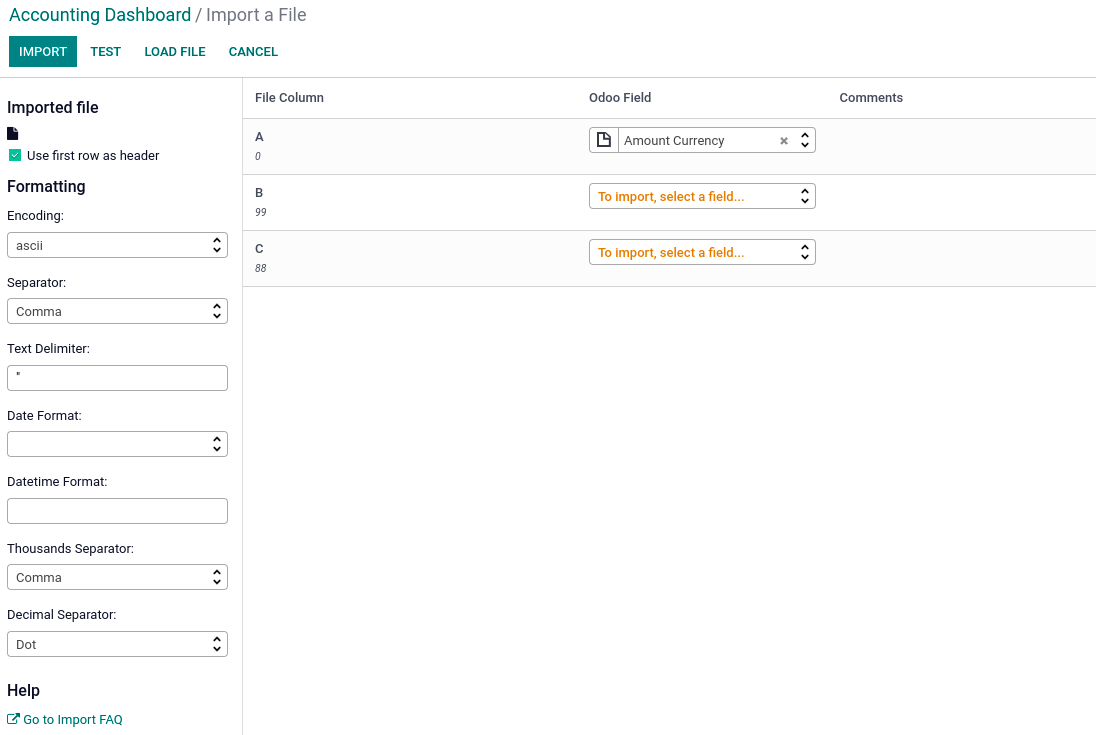 Accounting Dashboard / Import a File
IMPORT TEST LOAD FILE CANCEL
Imported file
Use first row as header
Formatting
Encoding:
ascii
Separator:
Comma
Text Delimiter:
"
Date Format:
Datetime Format:
Thousands Separator:
Comma
Decimal Separator:
Dot
Help
Go to Import FAQ
File Column Odoo Field Comments
A Amount Currency ×
0
B To import, select a field...
99
C To import, select a field...
88